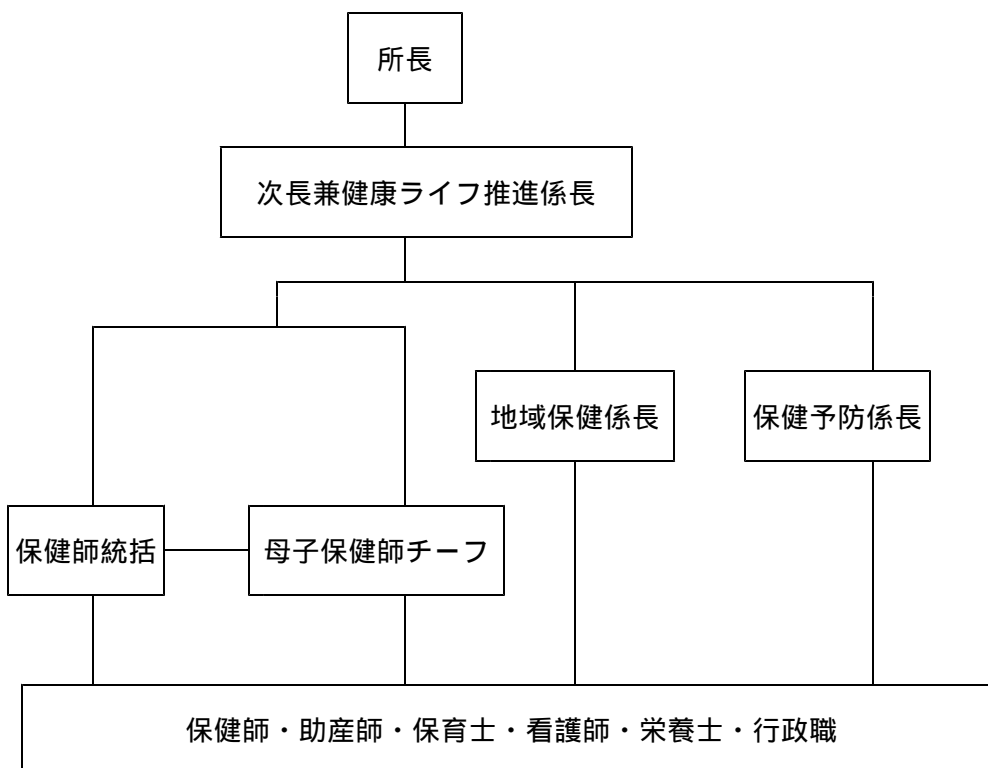 所長
次長兼健康ライフ推進係長
地域保健係長
保健予防係長
保健師統括
母子保健師チーフ
保健師・助産師・保育士・看護師・栄養士・行政職